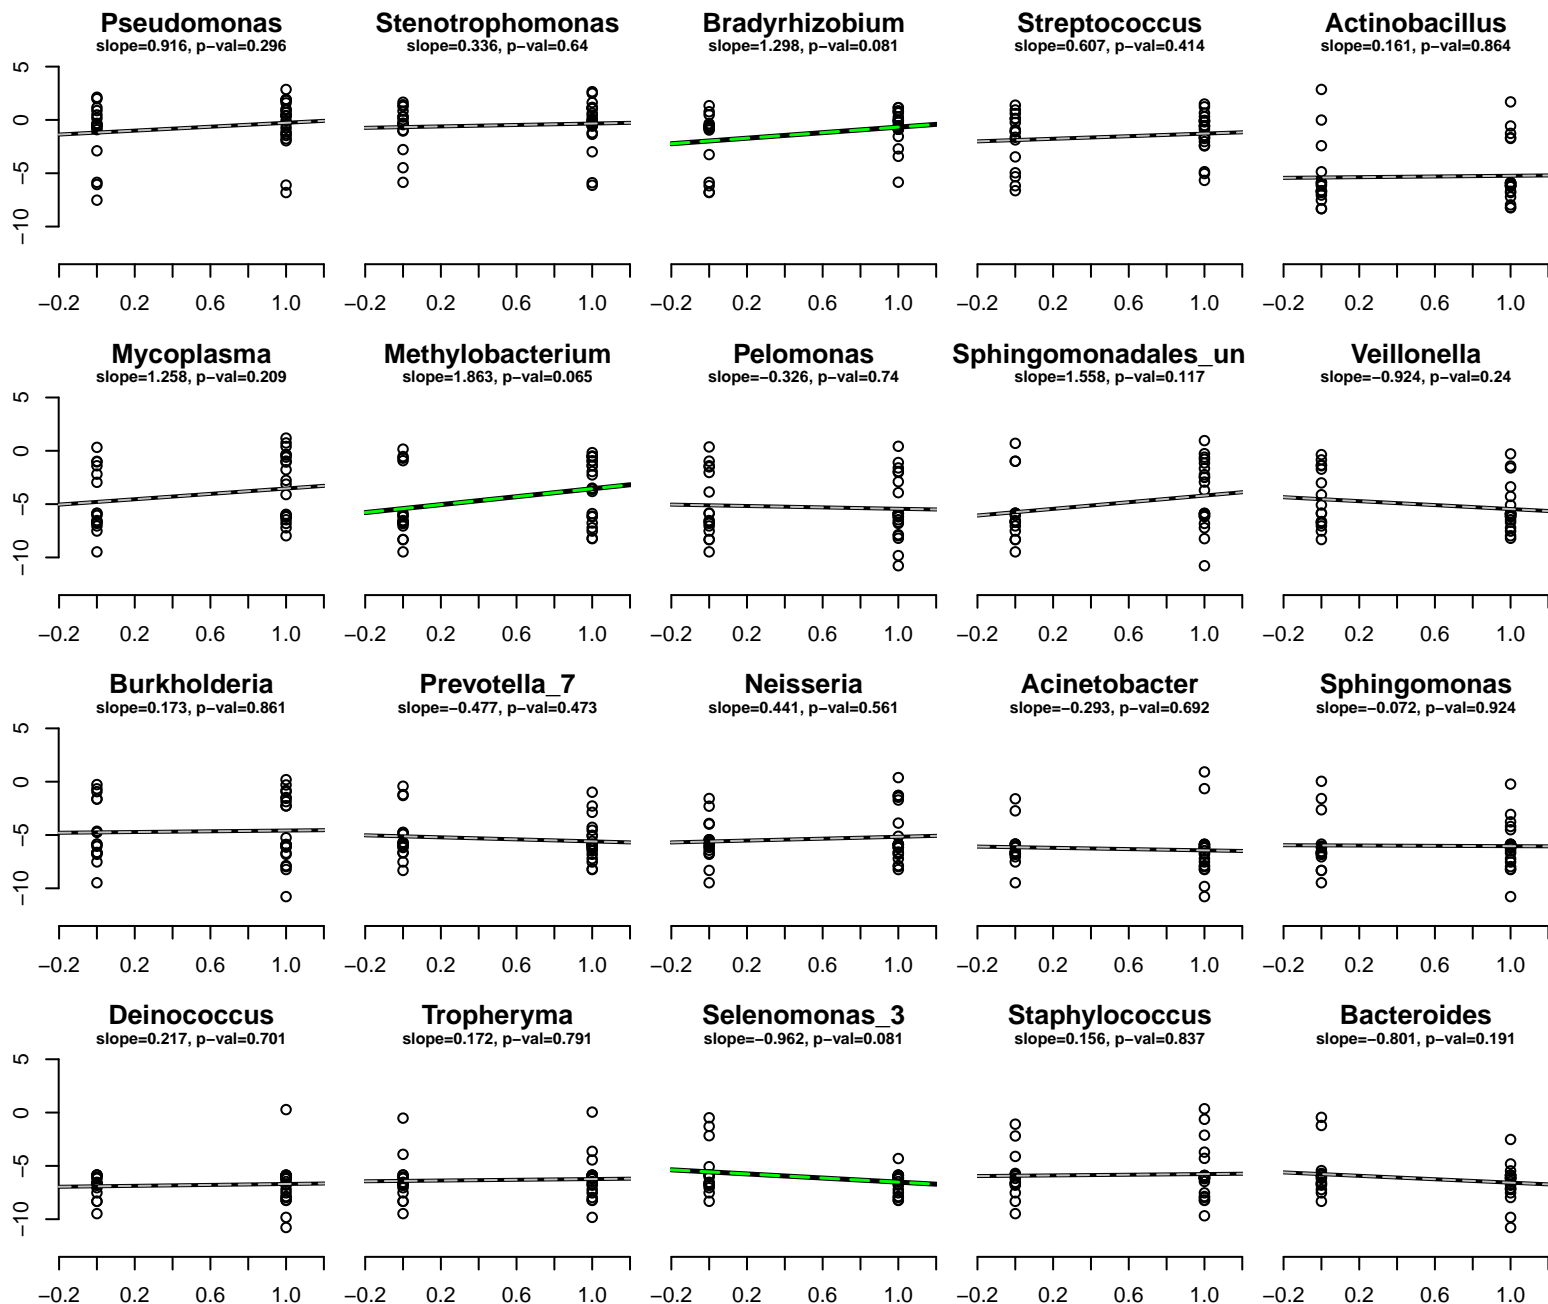 Pseudomonas Stenotrophomonas Bradyrhizobium Streptococcus Actinobacillus
slope=0.916, p−val=0.296 slope=0.336, p−val=0.64 slope=1.298, p−val=0.081 slope=0.607, p−val=0.414 slope=0.161, p−val=0.864
5
0
−5
−10
−0.2 0.2 0.6 1.0 −0.2 0.2 0.6 1.0 −0.2 0.2 0.6 1.0 −0.2 0.2 0.6 1.0 −0.2 0.2 0.6 1.0
Mycoplasma Methylobacterium Pelomonas Sphingomonadales_un Veillonella
slope=1.258, p−val=0.209 slope=1.863, p−val=0.065 slope=−0.326, p−val=0.74 slope=1.558, p−val=0.117 slope=−0.924, p−val=0.24
5
0
−5
−10
−0.2 0.2 0.6 1.0 −0.2 0.2 0.6 1.0 −0.2 0.2 0.6 1.0 −0.2 0.2 0.6 1.0 −0.2 0.2 0.6 1.0
Burkholderia Prevotella_7 Neisseria Acinetobacter Sphingomonas
slope=0.173, p−val=0.861 slope=−0.477, p−val=0.473 slope=0.441, p−val=0.561 slope=−0.293, p−val=0.692 slope=−0.072, p−val=0.924
5
0
−5
−10
−0.2 0.2 0.6 1.0 −0.2 0.2 0.6 1.0 −0.2 0.2 0.6 1.0 −0.2 0.2 0.6 1.0 −0.2 0.2 0.6 1.0
Deinococcus Tropheryma Selenomonas_3 Staphylococcus Bacteroides
slope=0.217, p−val=0.701 slope=0.172, p−val=0.791 slope=−0.962, p−val=0.081 slope=0.156, p−val=0.837 slope=−0.801, p−val=0.191
5
0
−5
−10
−0.2 0.2 0.6 1.0 −0.2 0.2 0.6 1.0 −0.2 0.2 0.6 1.0 −0.2 0.2 0.6 1.0 −0.2 0.2 0.6 1.0